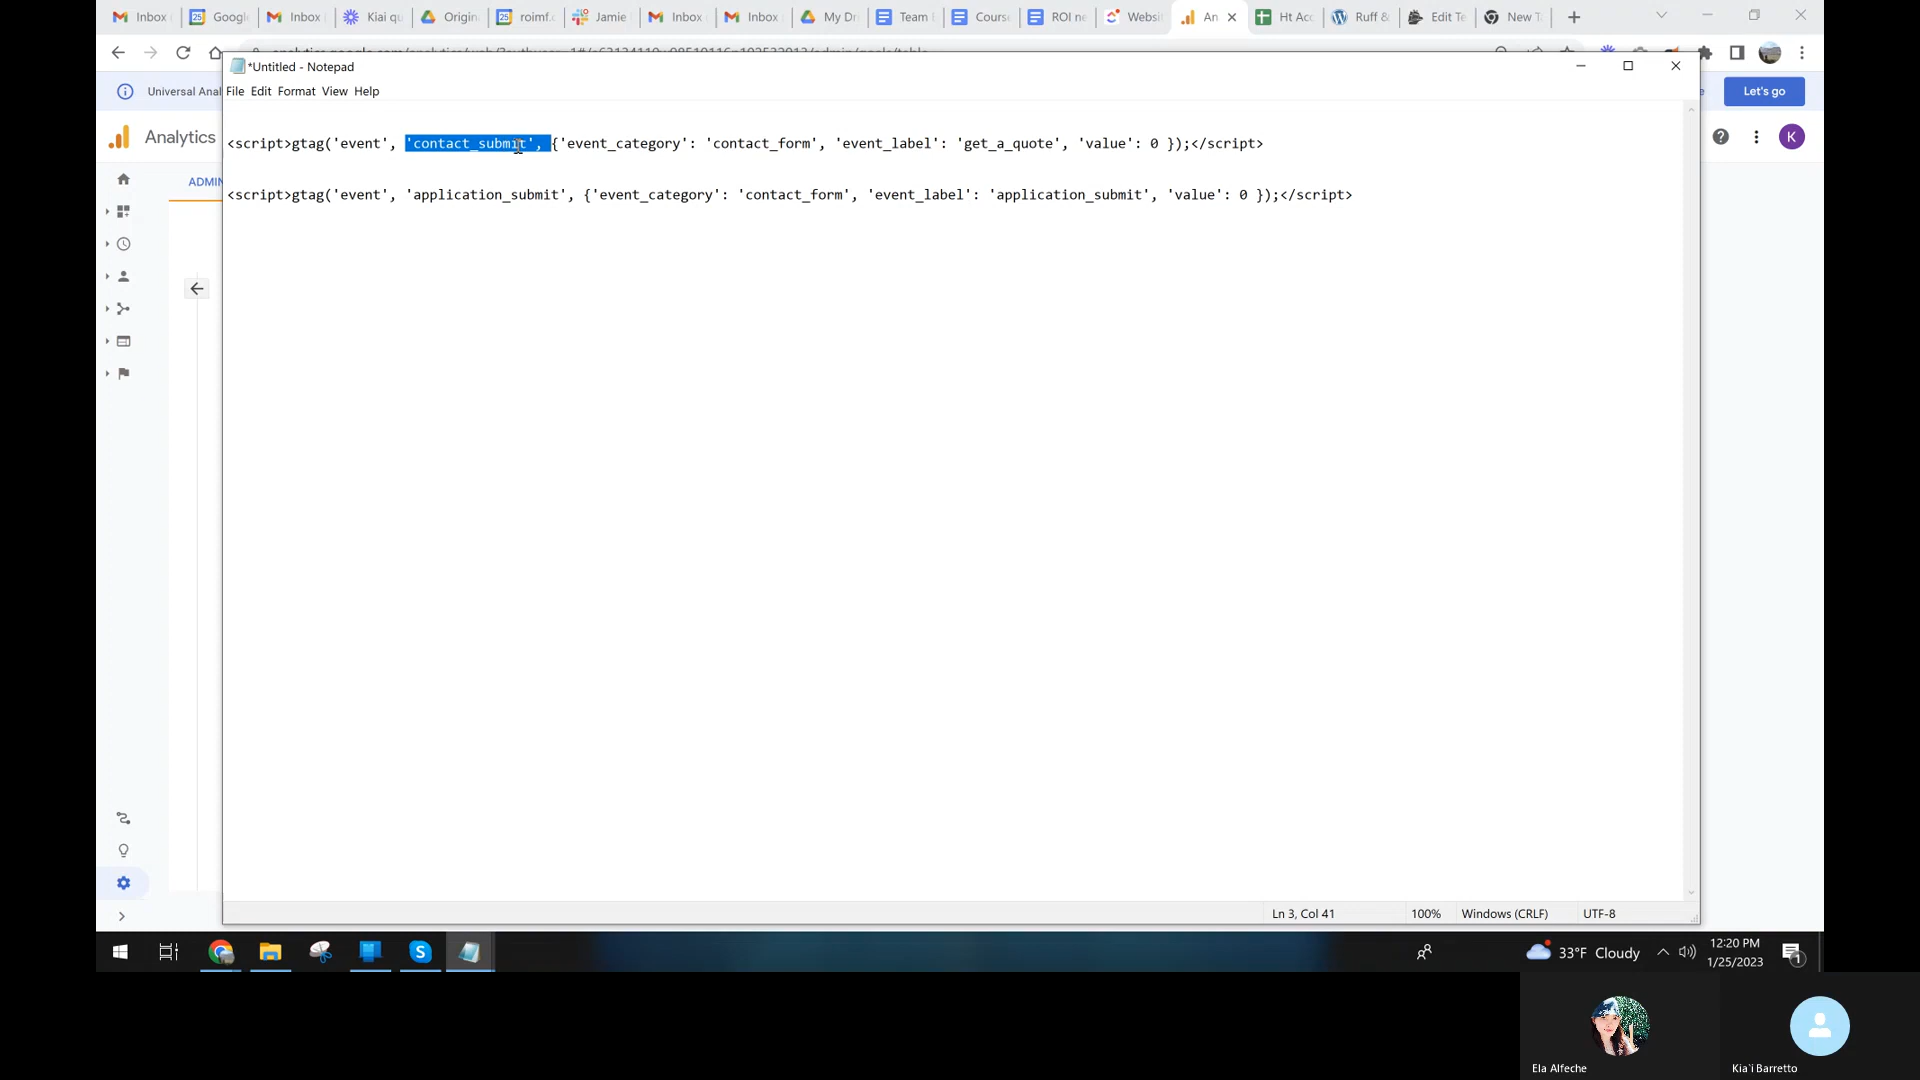 Inbox
Googl
Inbox
Kiai qu
Origin
roimf.c
Jamie
Inbox
Inbox
My Dr
Team
Cours
ROI ne
Websi
An
Ht Acc
Ruff &
Edit Te
New T
*Untitled - Notepad
File Edit Format View Help
Universal Anal
Let's go
Analytics
K
ADMIN
<script>gtag('event', 'contact_submit', {'event_category': 'contact_form', 'event_label': 'get_a_quote', 'value': 0 });</script>
<script>gtag('event', 'application_submit', {'event_category': 'contact_form', 'event_label': 'application_submit', 'value': 0 });</script>
Ln 3, Col 41
100%
Windows (CRLF)
UTF-8
33°F Cloudy
12:20 PM
1/25/2023
1
Ela Alfeche
Kia'i Barretto